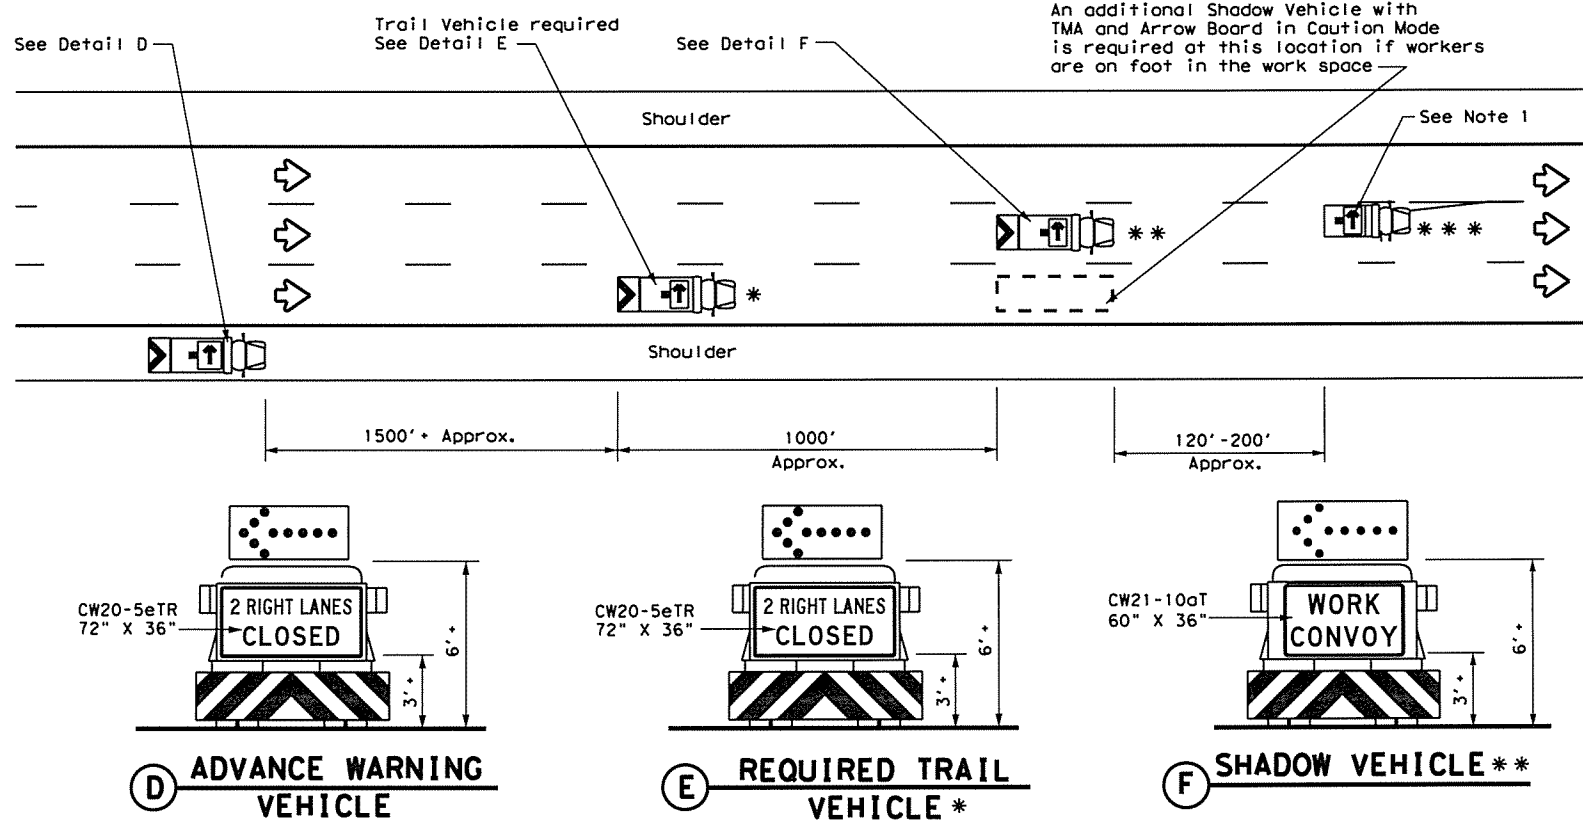 An additional Shadow Vehicle with
TMA and Arrow Board in Caution Mode
is required at this location if workers
are on foot in the work space
Trail Vehicle required
See Detail D
See Detail E
See Detail F
Shoulder
See Note 1
**
***
*
Shoulder
1500'+ Approx.
1000'
Approx.
120'-200'
Approx.
CW20-5eTR
72" X 36"
2 RIGHT LANES
CLOSED
6'+
3'+
CW20-5eTR
72" X 36"
2 RIGHT LANES
CLOSED
6'+
3'+
CW21-10aT
60" X 36"
WORK
CONVOY
6'+
3'+
D
ADVANCE WARNING
VEHICLE
E
REQUIRED TRAIL
VEHICLE *
F
SHADOW VEHICLE **